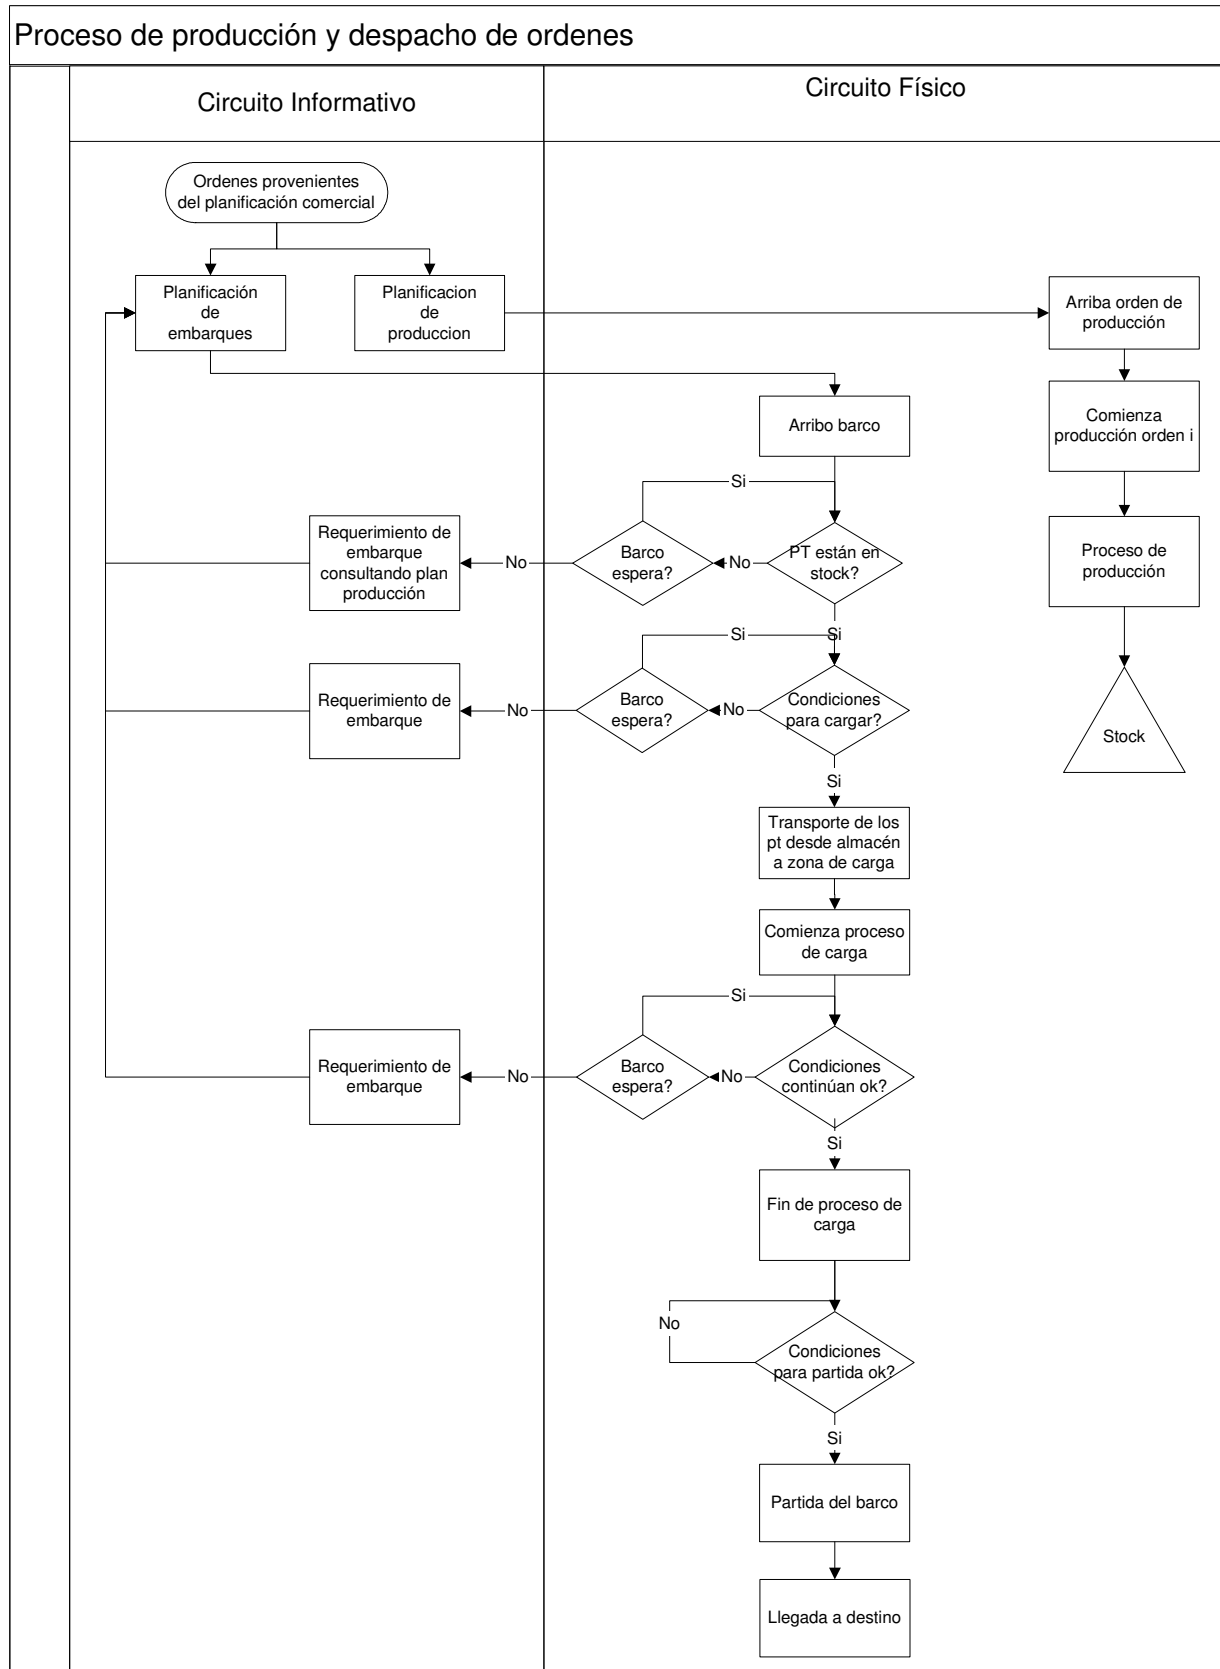 Proceso de producción y despacho de ordenes
Circuito Informativo
Circuito Físico
Ordenes provenientes
del planificación comercial
Planificación
de
embarques
Planificacion
de
produccion
Arriba orden de
producción
Arribo barco
Comienza
producción orden i
Si
Requerimiento de
embarque
consultando plan
producción
No
Barco
espera?
No
PT están en
stock?
Proceso de
producción
Si
Si
Requerimiento de
embarque
No
Barco
espera?
No
Condiciones
para cargar?
Stock
Si
Transporte de los
pt desde almacén
a zona de carga
Comienza proceso
de carga
Si
Requerimiento de
embarque
No
Barco
espera?
No
Condiciones
continúan ok?
Si
Fin de proceso de
carga
No
Condiciones
para partida ok?
Si
Partida del barco
Llegada a destino